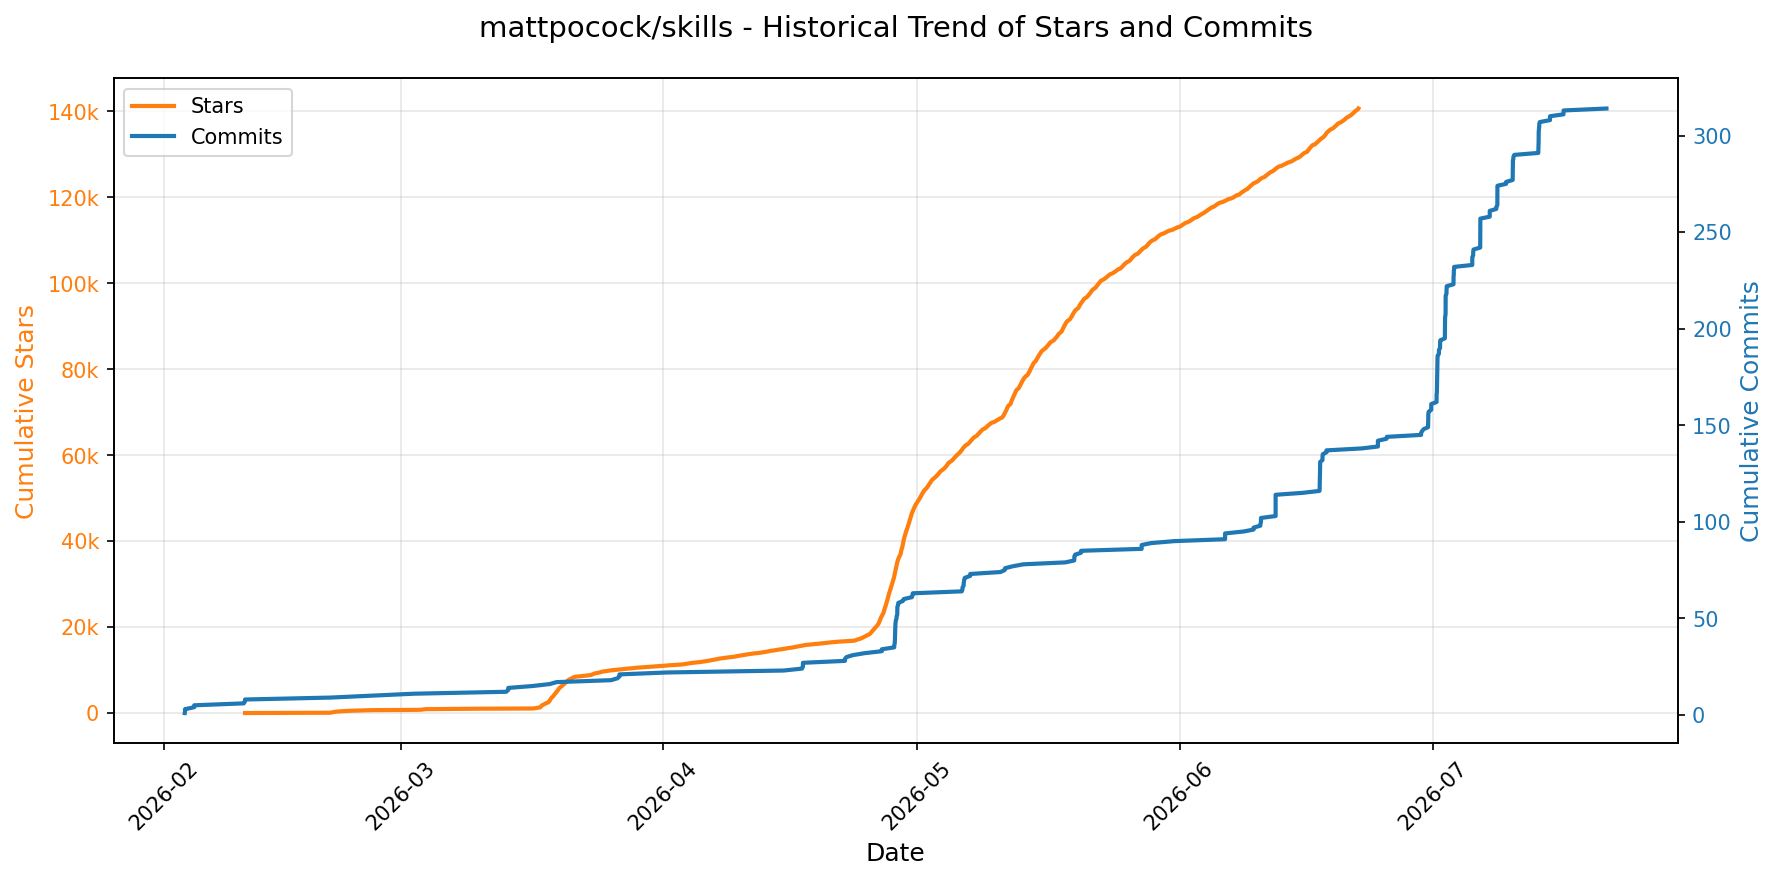 mattpocock/skills - Historical Trend of Stars and Commits
Stars
Commits
Cumulative Stars
140k
120k
100k
80k
60k
40k
20k
0
Cumulative Commits
300
250
200
150
100
50
0
2026-02
2026-03
2026-04
2026-05
2026-06
2026-07
Date